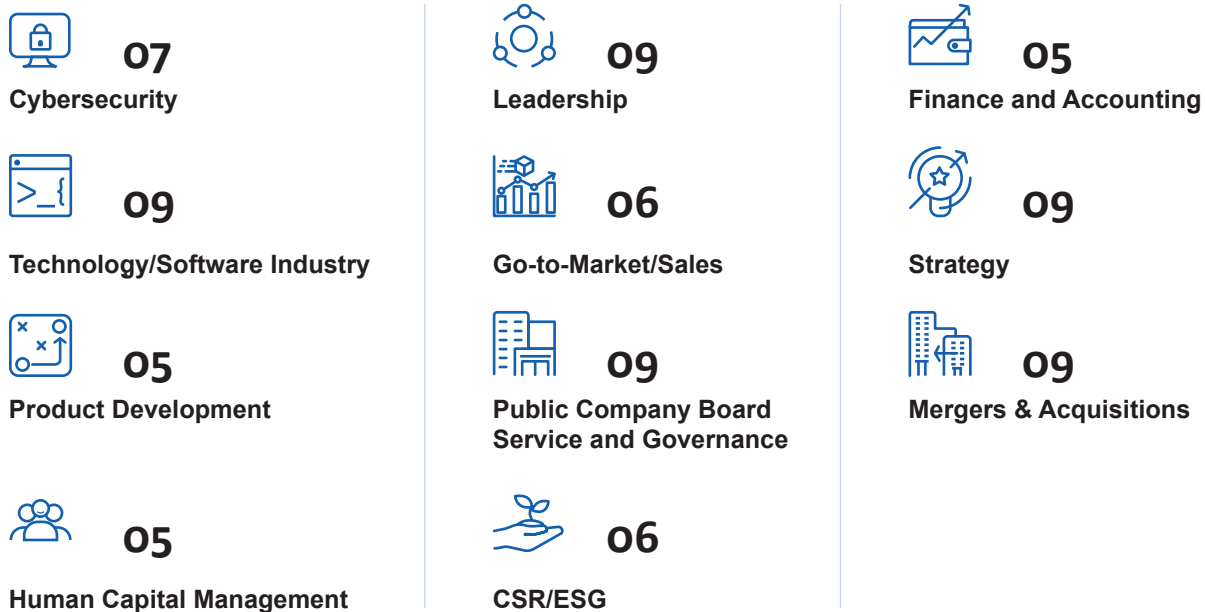 07
Cybersecurity
09
Leadership
05
Finance and Accounting
>_{
09
Technology/Software Industry
06
Go-to-Market/Sales
09
Strategy
05
Product Development
09
Public Company Board
Service and Governance
09
Mergers & Acquisitions
05
Human Capital Management
06
CSR/ESG